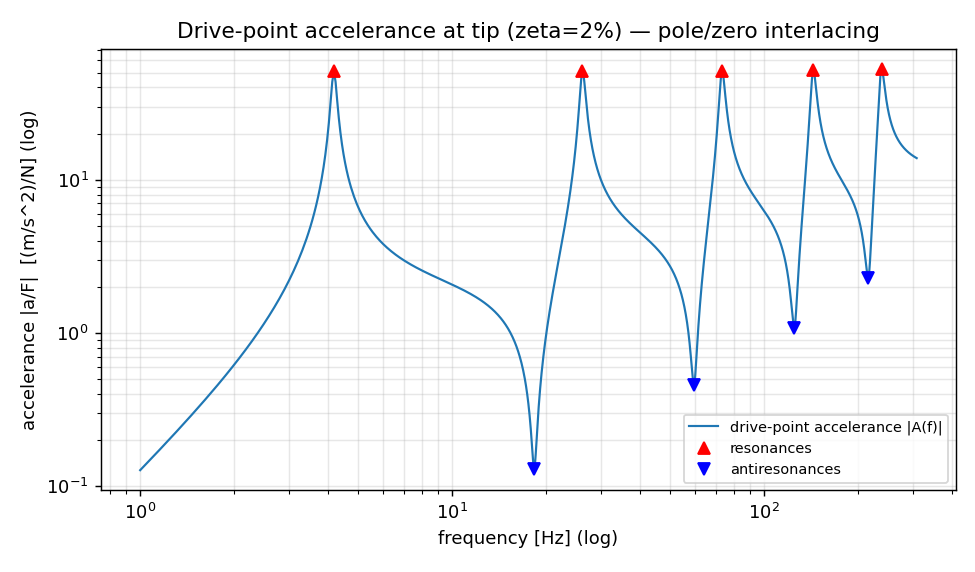 Drive-point accelerance at tip (zeta=2%) — pole/zero interlacing
accelerance |a/F|  [(m/s^2)/N] (log)
10^1
10^0
10^-1
10^0
10^1
10^2
frequency [Hz] (log)
drive-point accelerance |A(f)|
resonances
antiresonances